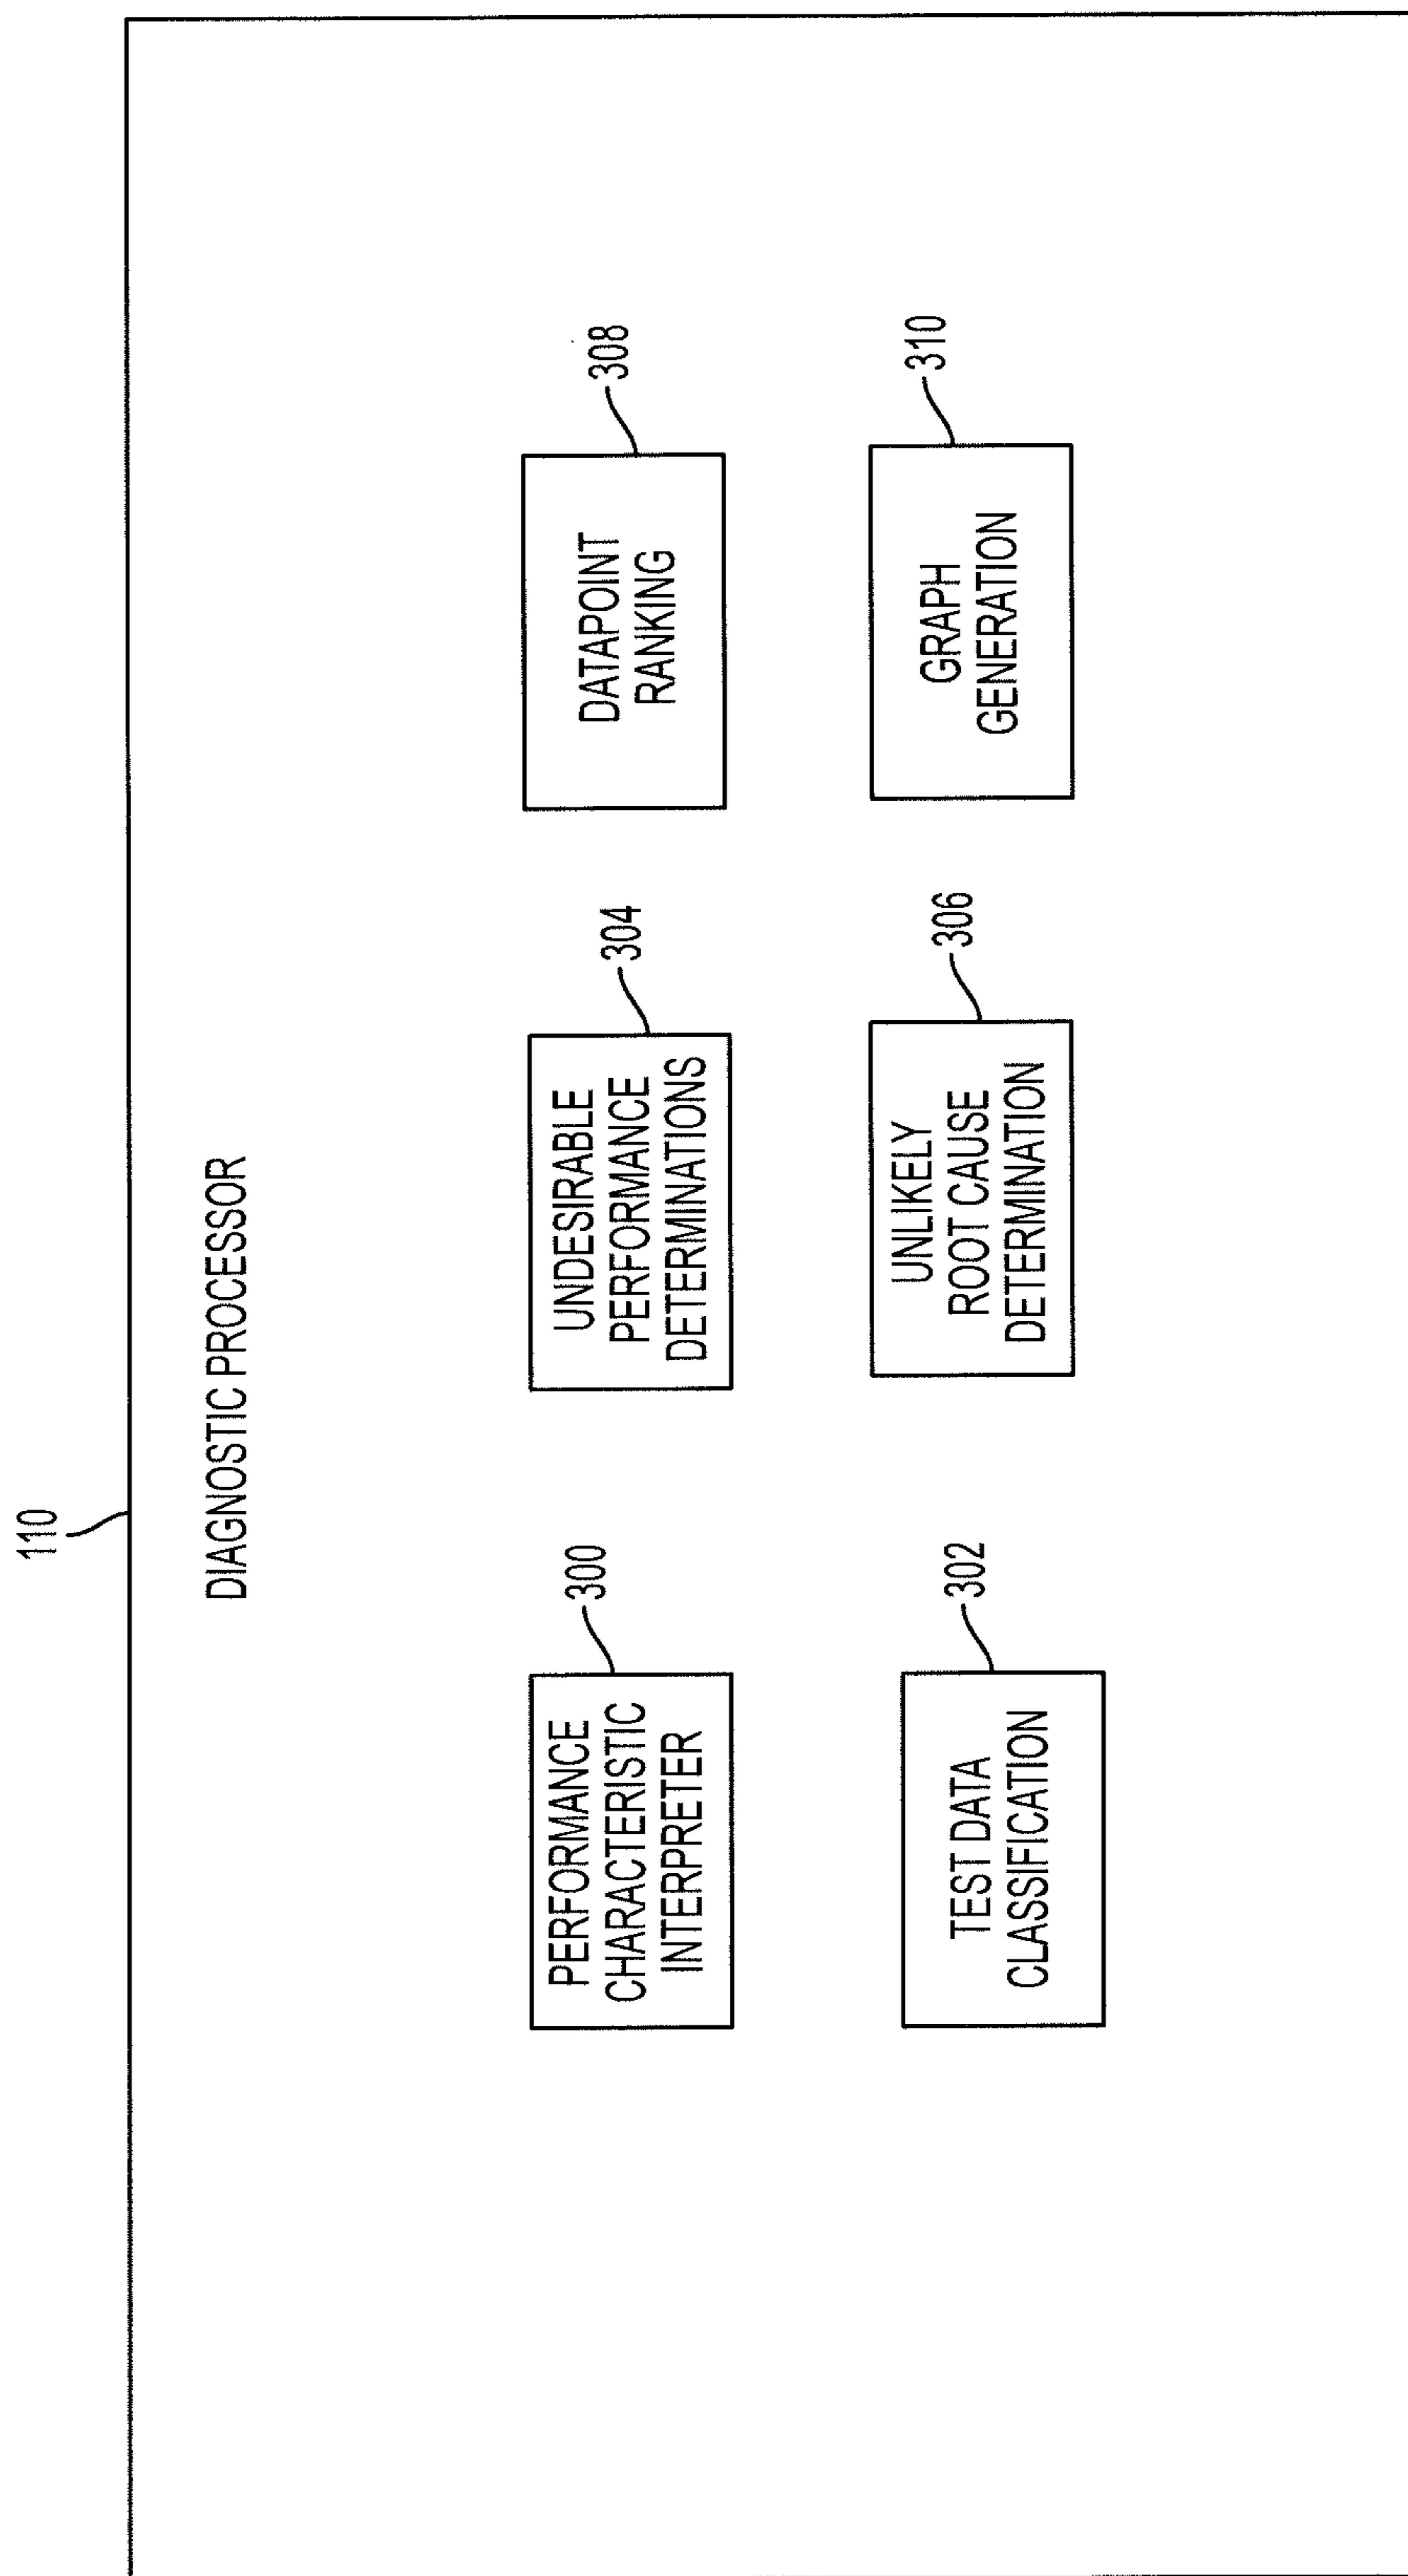 110
DIAGNOSTIC PROCESSOR
300
PERFORMANCE
CHARACTERISTIC
INTERPRETER
304
UNDESIRABLE
PERFORMANCE
DETERMINATIONS
308
DATAPOINT
RANKING
302
TEST DATA
CLASSIFICATION
306
UNLIKELY
ROOT CAUSE
DETERMINATION
310
GRAPH
GENERATION